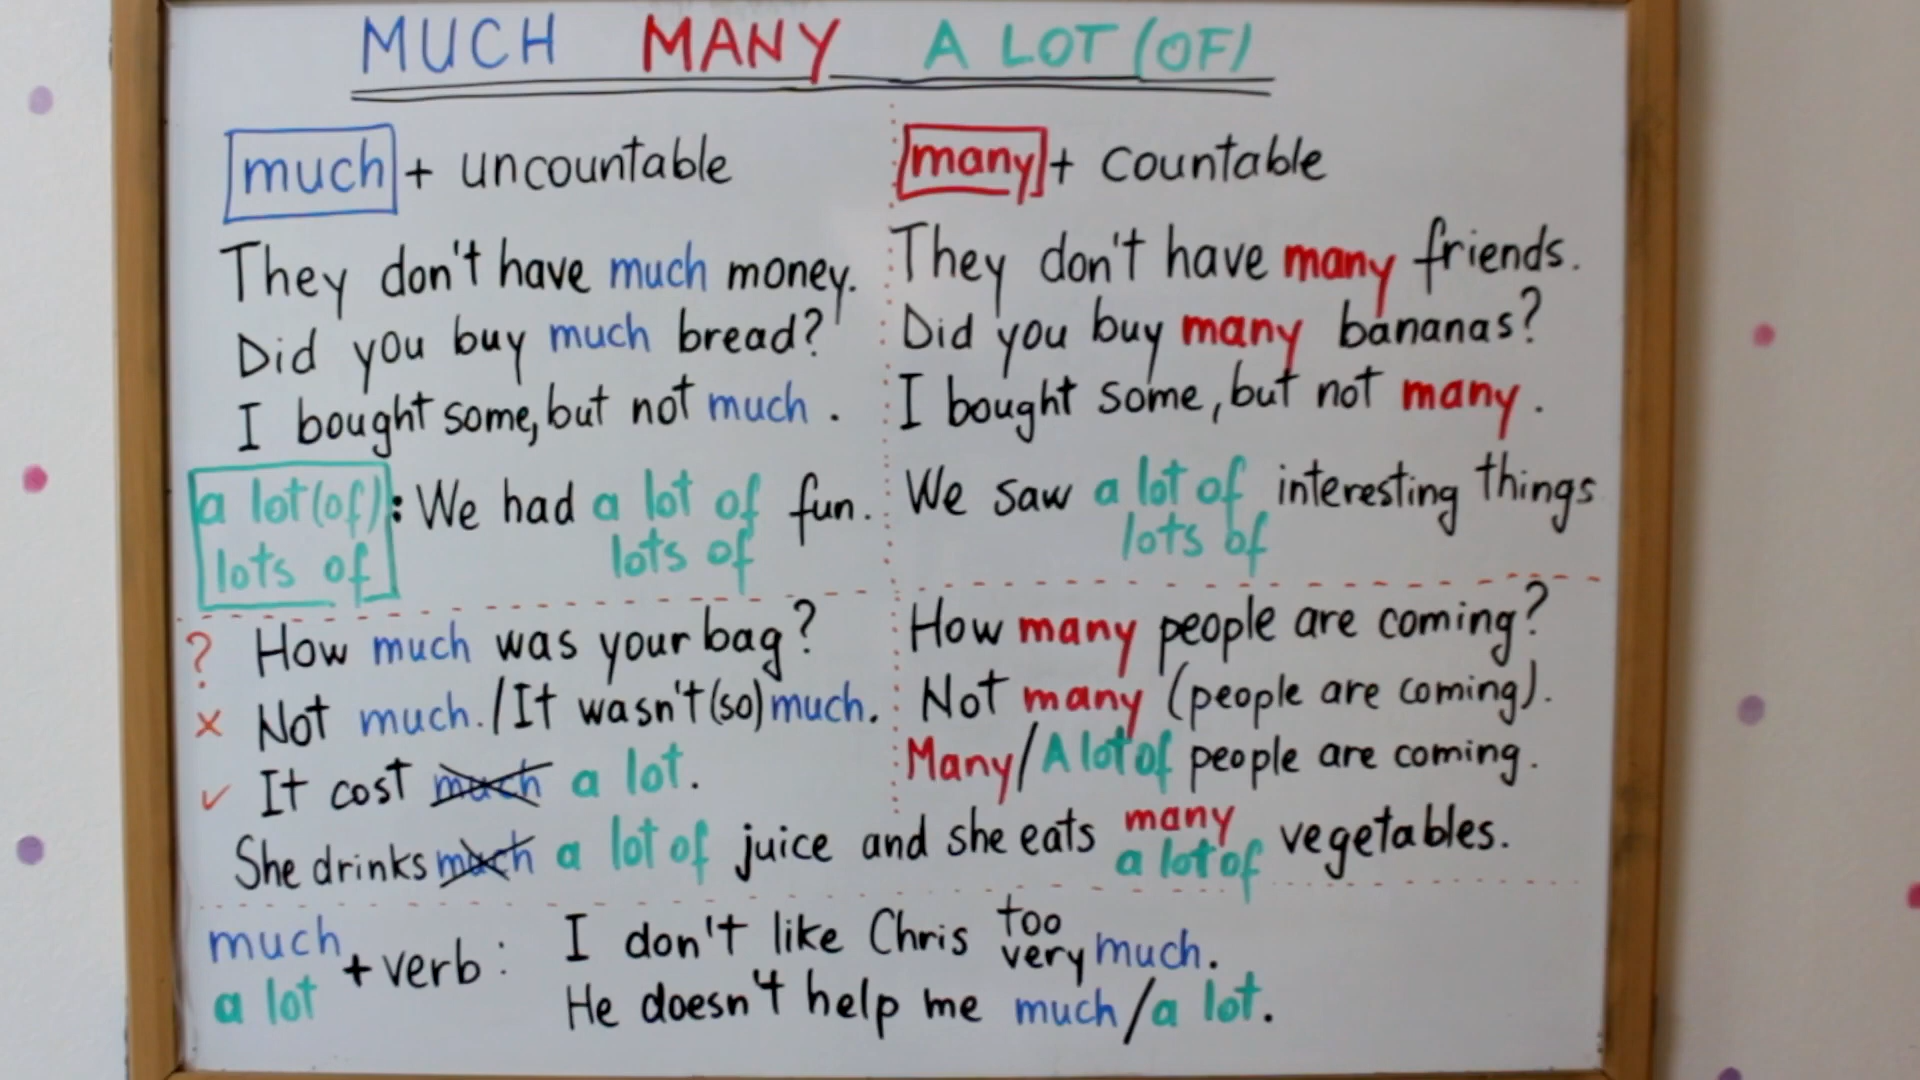 MUCH MANY A LOT (OF)
much + uncountable
They don't have much money.
Did you buy much bread?
I bought some, but not much.
many + countable
They don't have many friends.
Did you buy many bananas?
I bought some, but not many.
a lot (of)
lots of
: We had a lot of fun.
lots of
We saw a lot of interesting things
lots of
? How much was your bag?
x Not much. / It wasn't (so) much.
✓ It cost much a lot.
How many people are coming?
Not many (people are coming).
Many / A lot of people are coming.
She drinks much a lot of juice and she eats many vegetables.
a lot of
much
a lot
+ verb :
I don't like Chris too much.
very
He doesn't help me much / a lot.